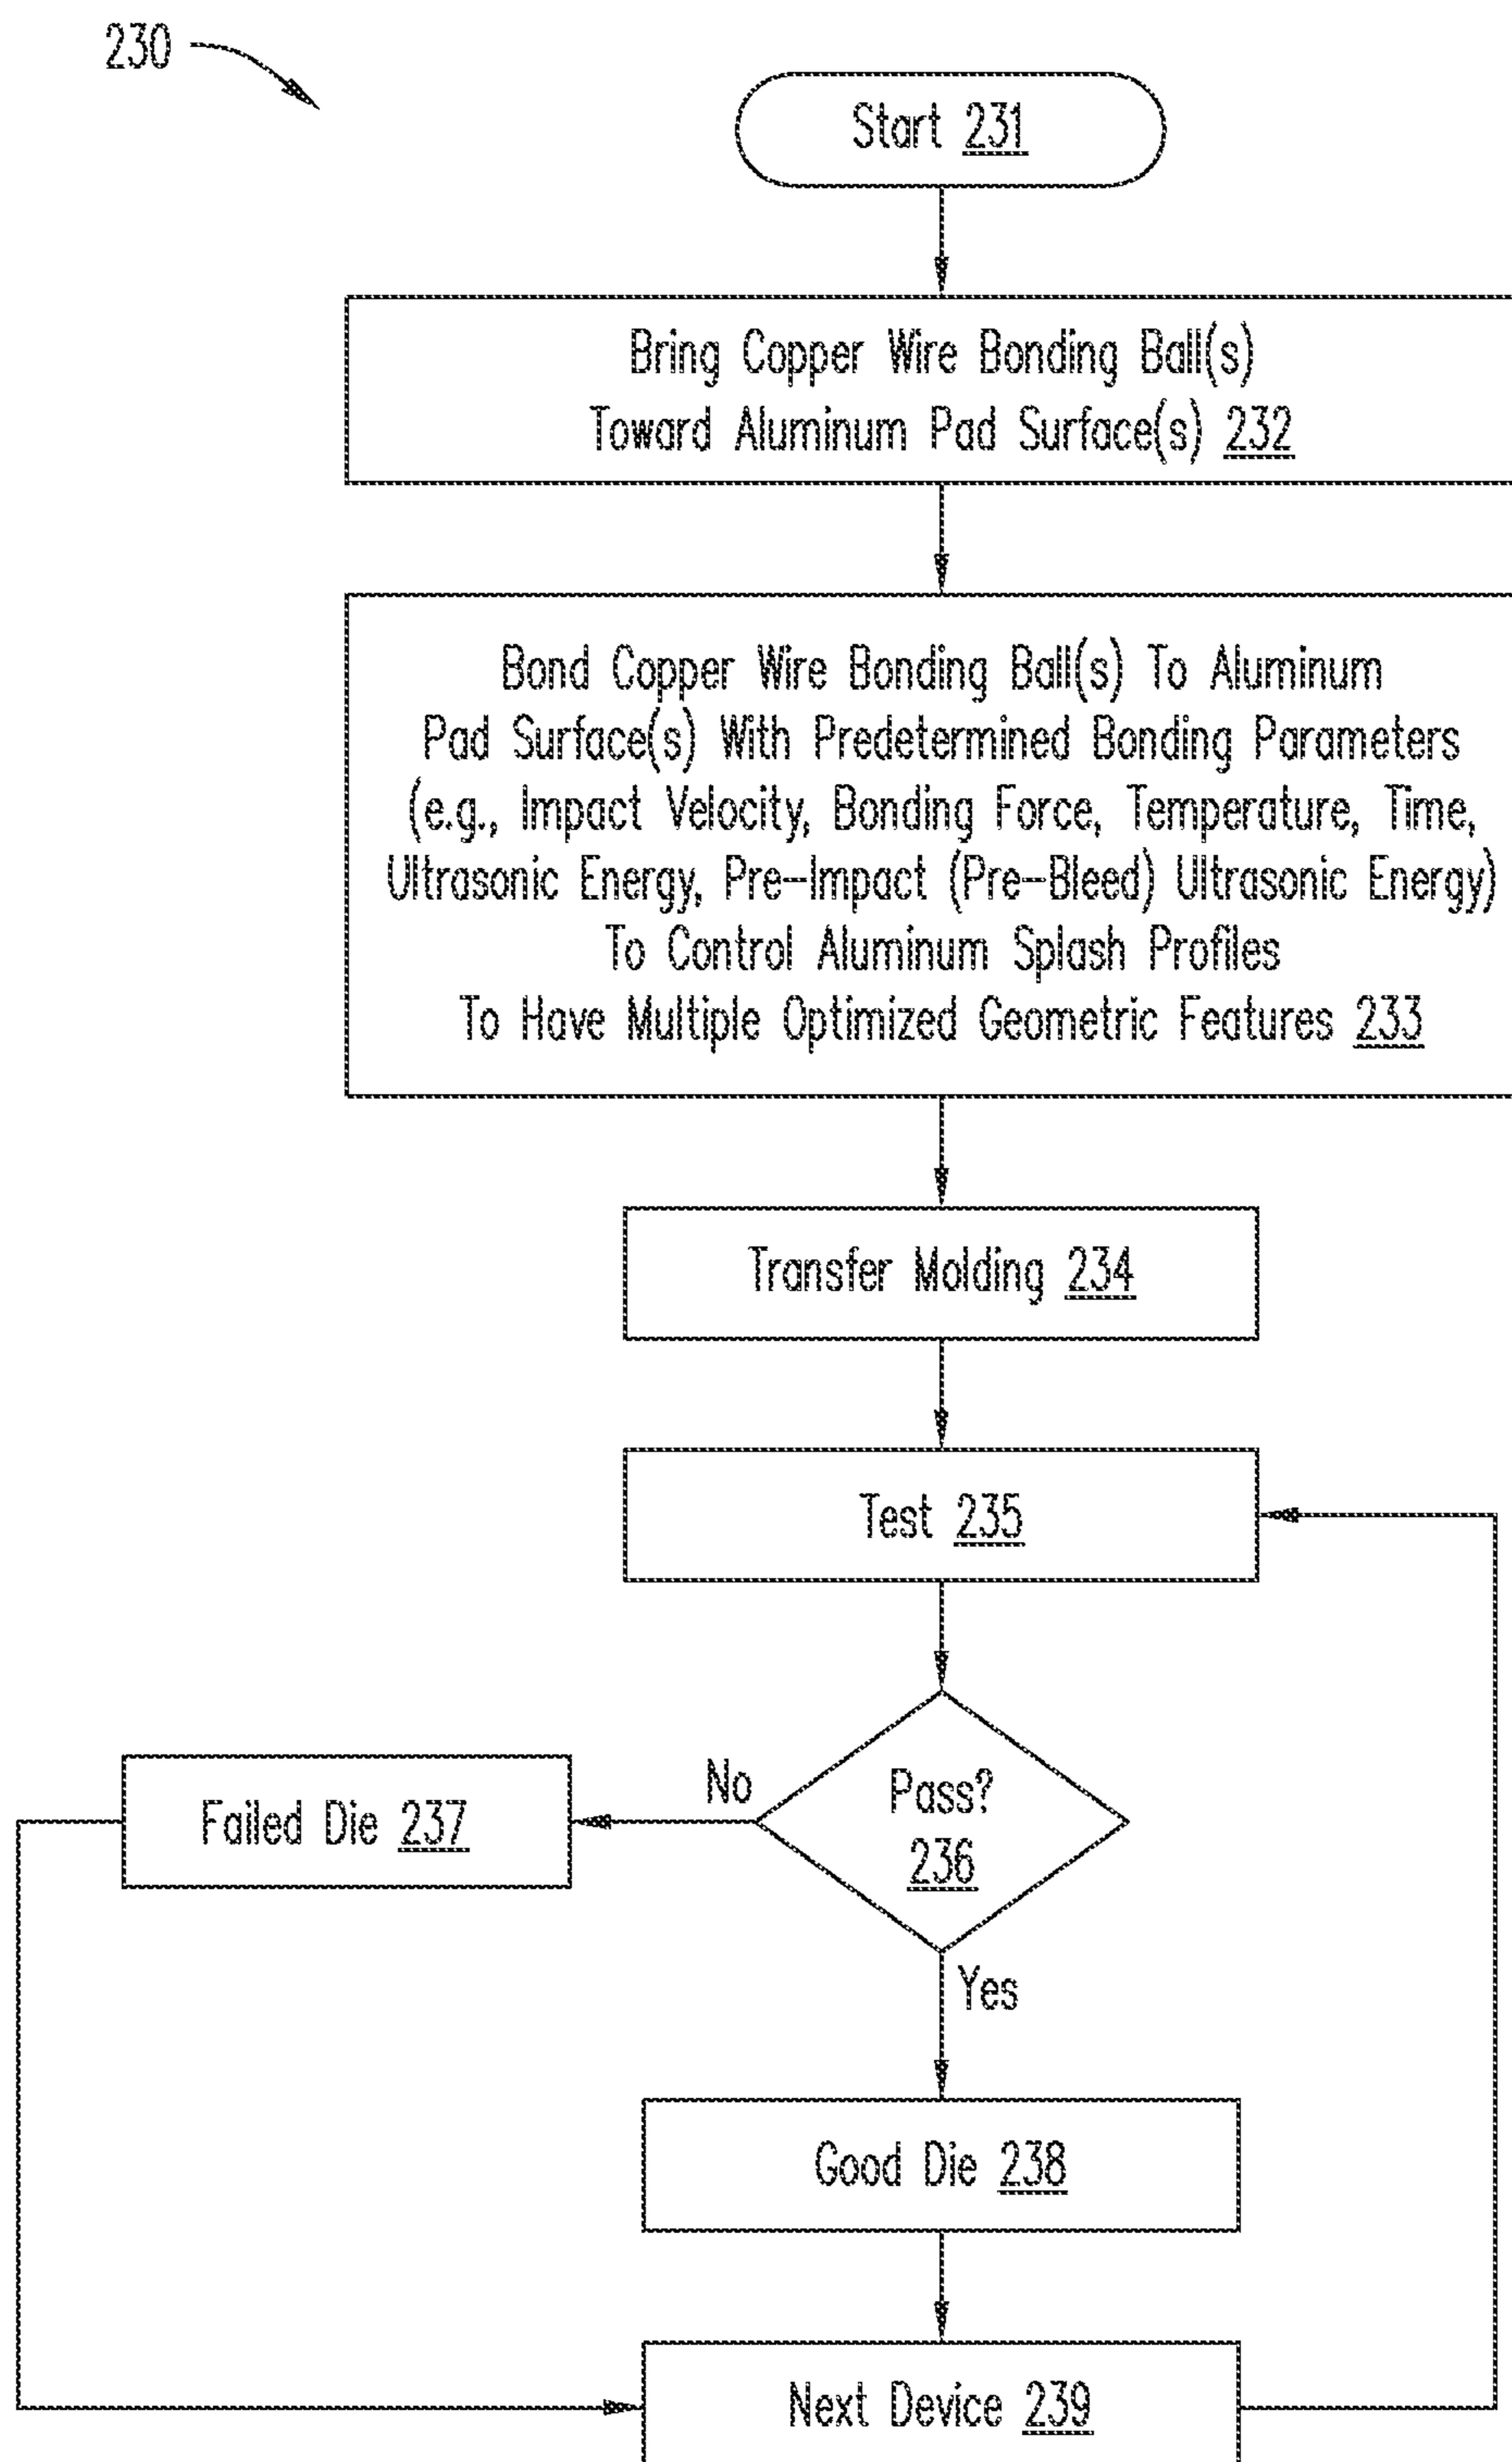 230
Start 231
Bring Copper Wire Bonding Ball(s)
Toward Aluminum Pad Surface(s) 232
Bond Copper Wire Bonding Ball(s) To Aluminum
Pad Surface(s) With Predetermined Bonding Parameters
(e.g., Impact Velocity, Bonding Force, Temperature, Time,
Ultrasonic Energy, Pre-Impact (Pre-Bleed) Ultrasonic Energy)
To Control Aluminum Splash Profiles
To Have Multiple Optimized Geometric Features 233
Transfer Molding 234
Test 235
Pass?
236
No
Failed Die 237
Yes
Good Die 238
Next Device 239